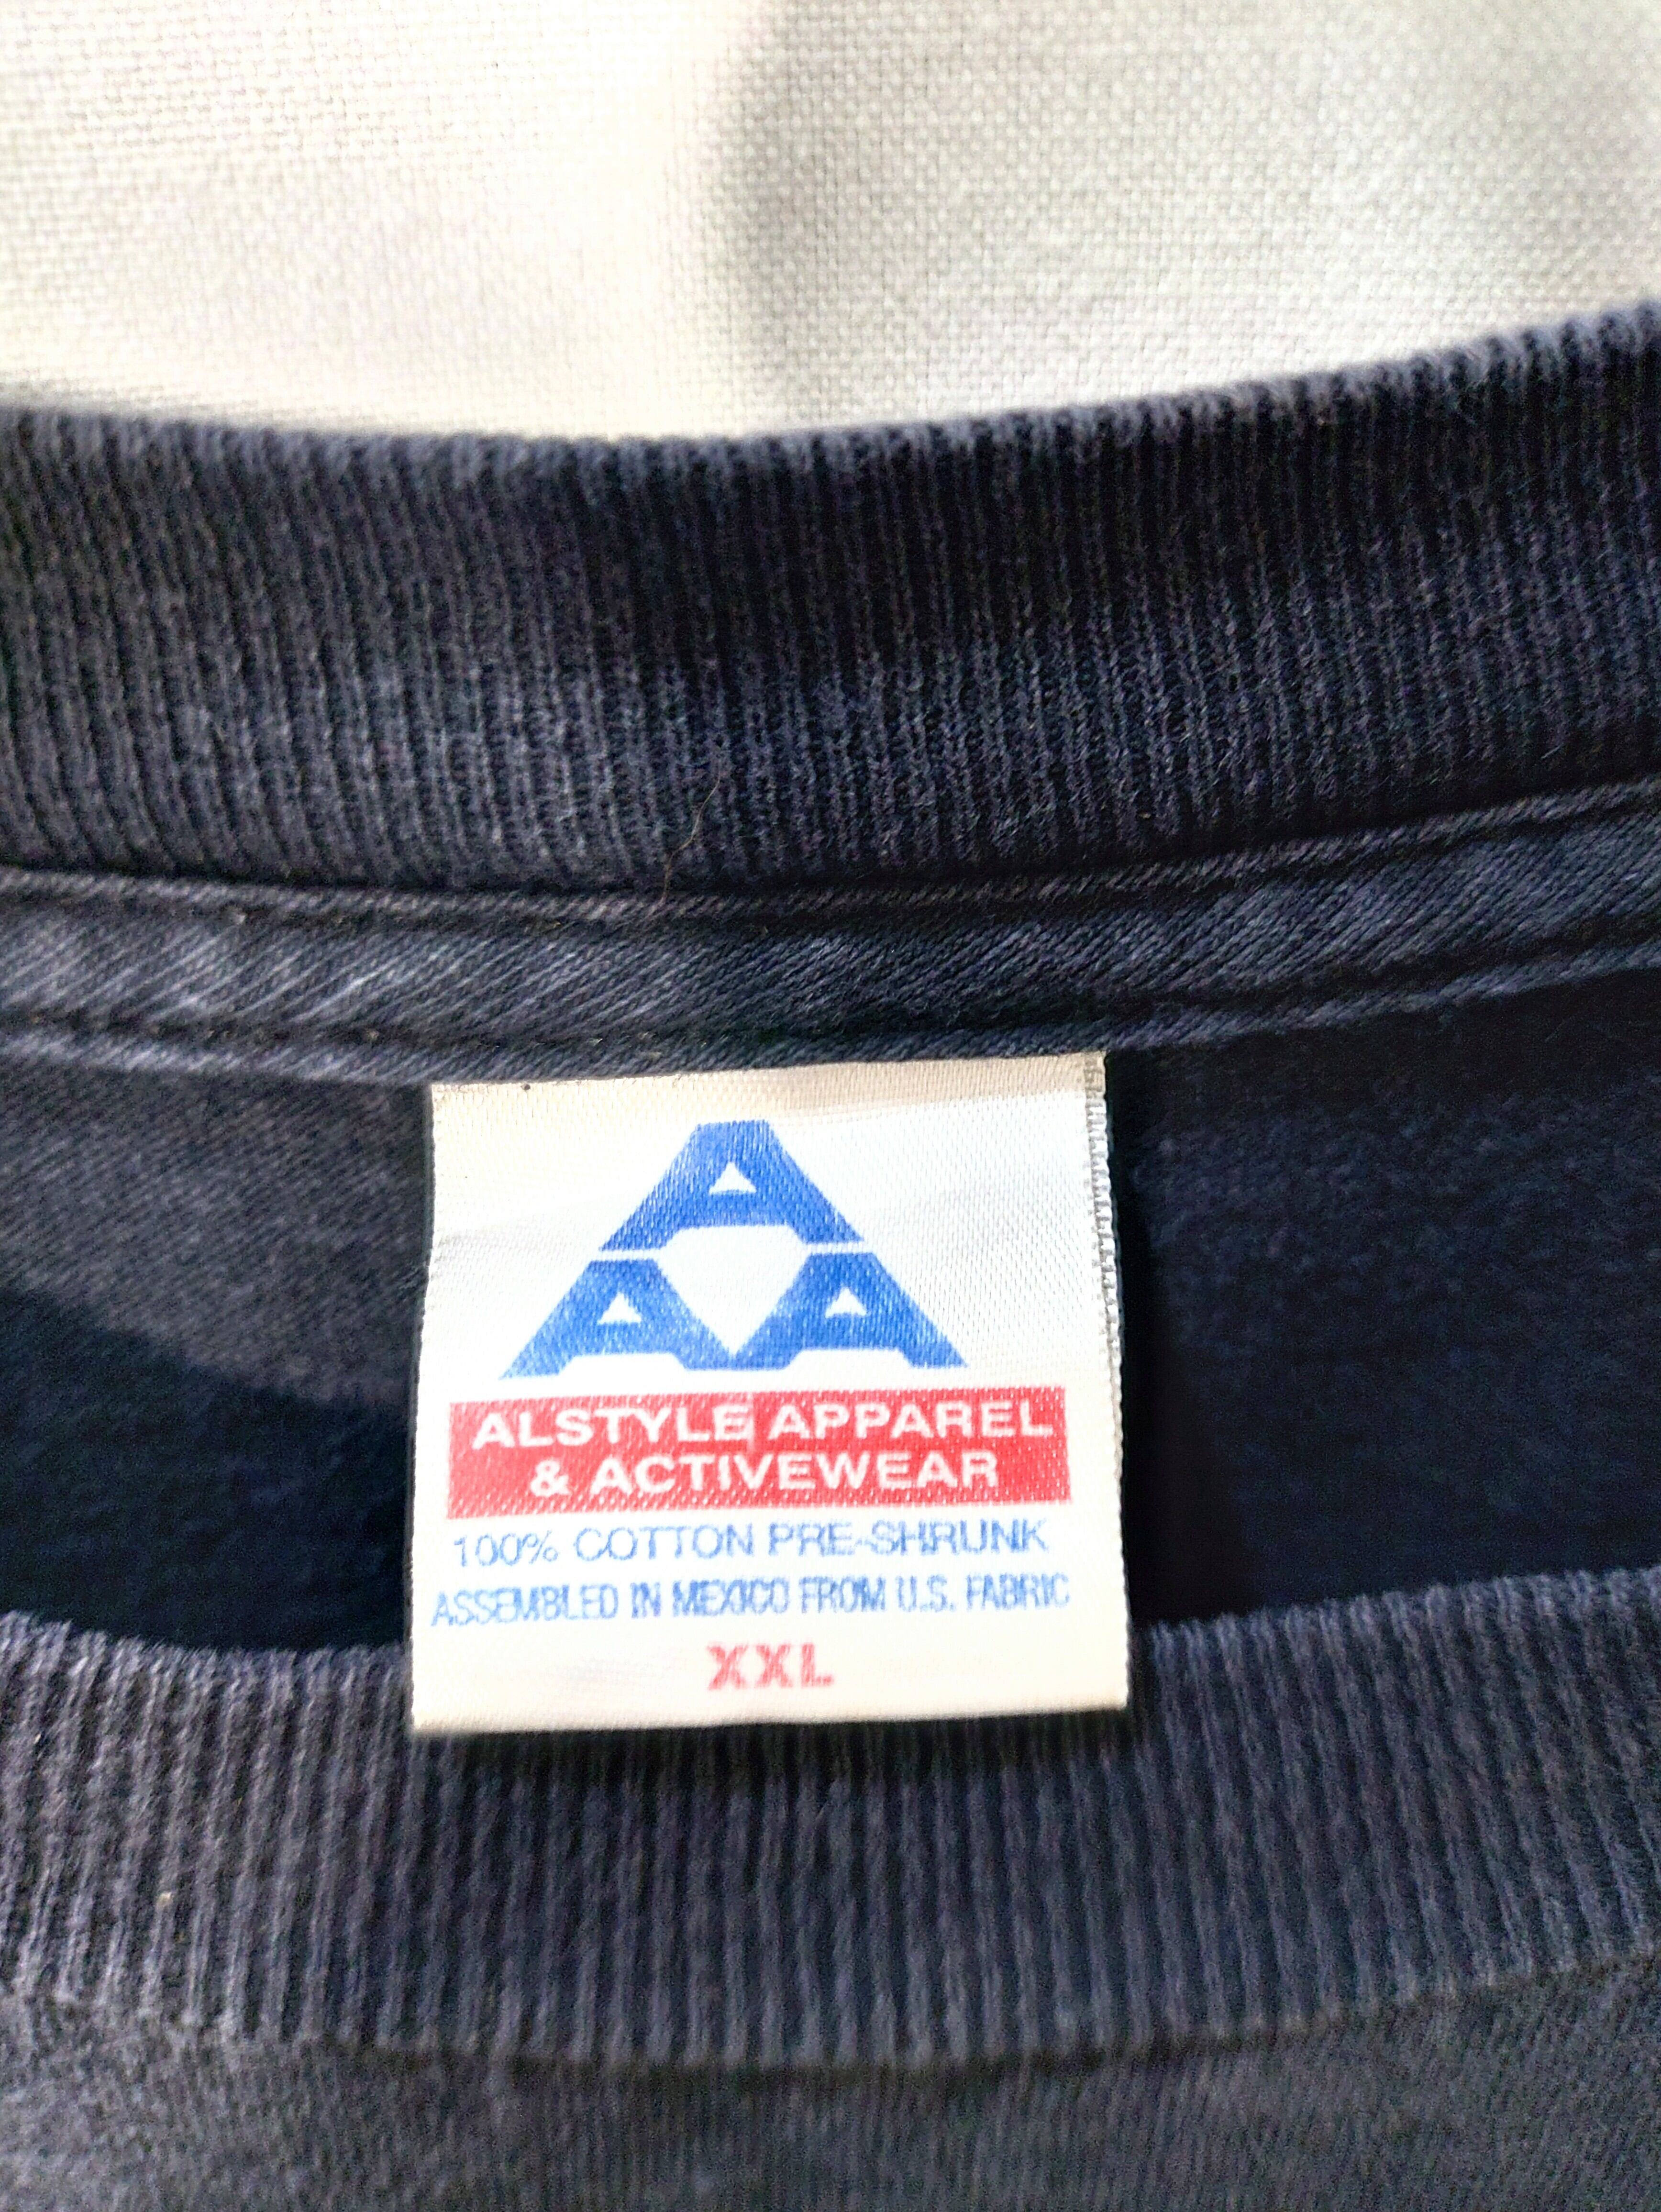 A
A A
ALSTYLE APPAREL
& ACTIVEWEAR
100% COTTON PRE-SHRUNK
ASSEMBLED IN MEXICO FROM U.S. FABRIC
XXL